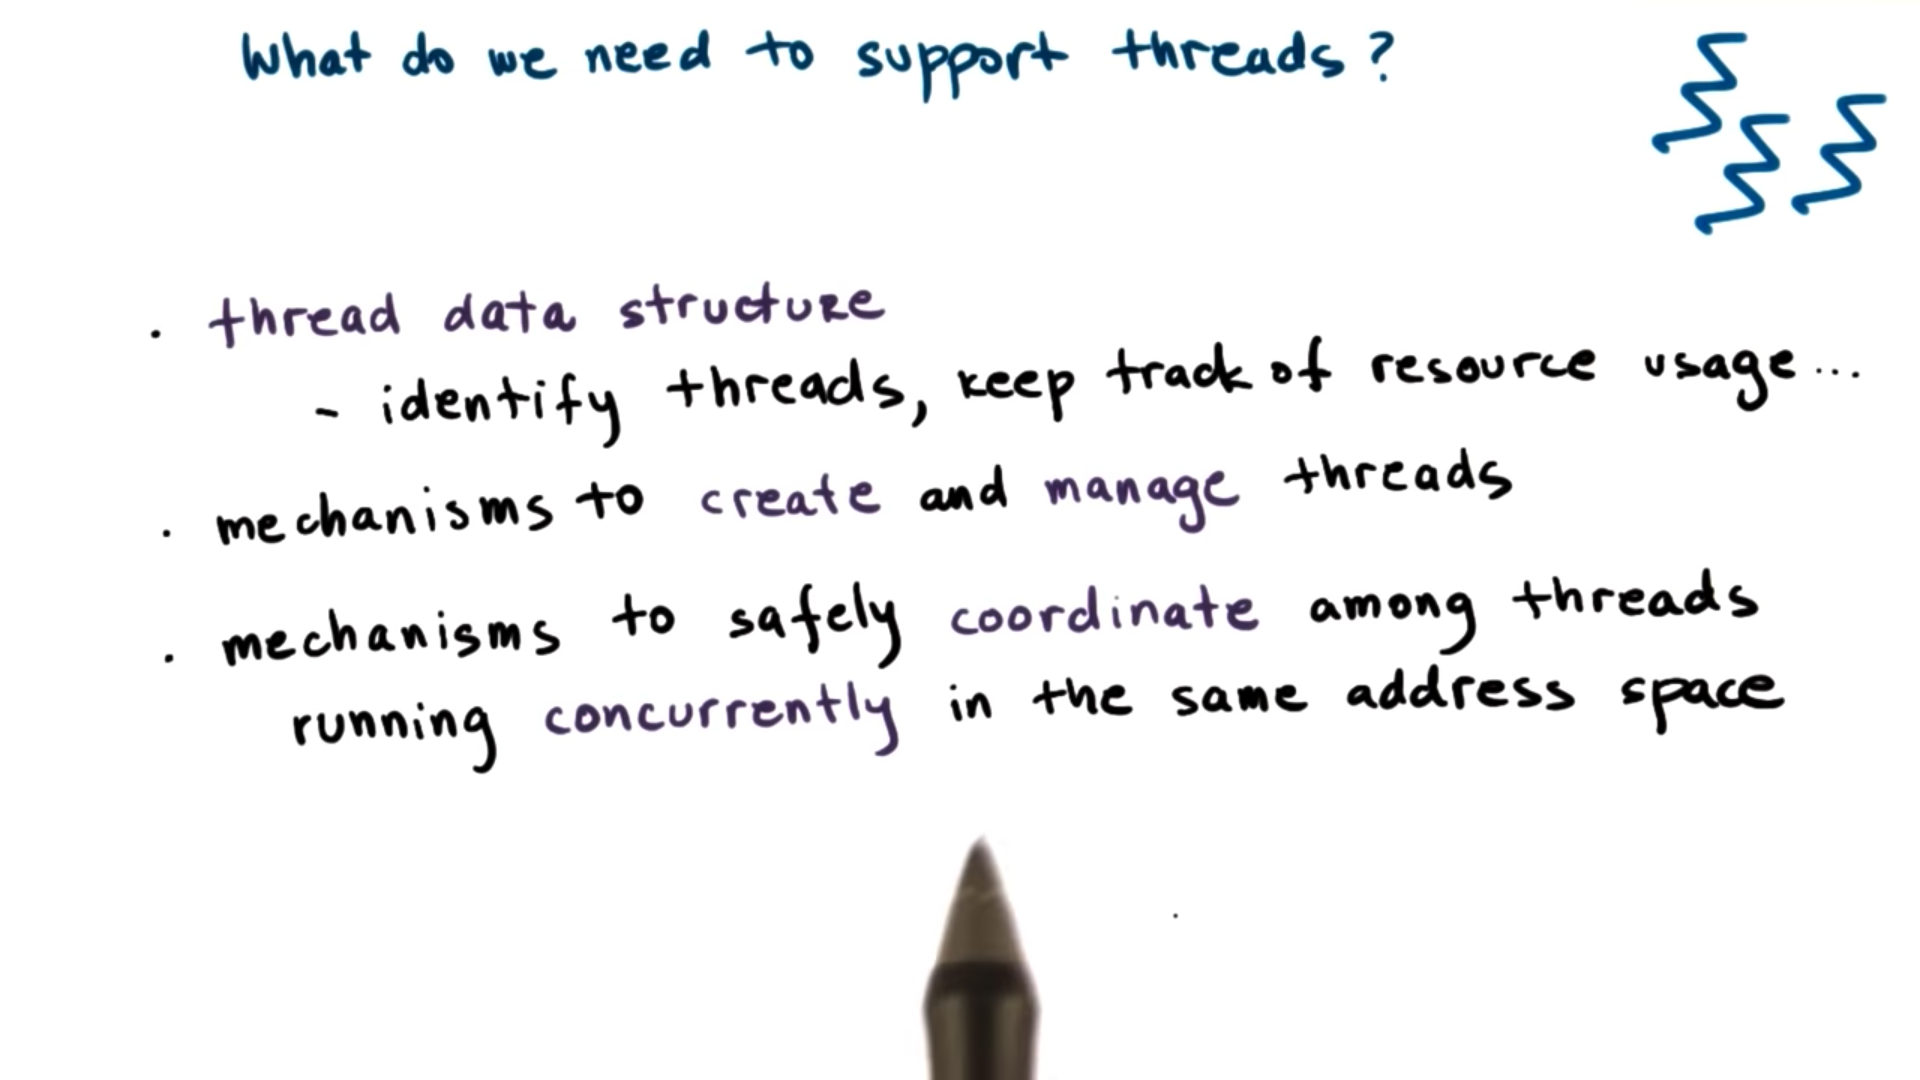 What do we need to support threads?
. thread data structure
- identify threads, keep track of resource usage...
. mechanisms to create and manage threads
. mechanisms to safely coordinate among threads
running concurrently in the same address space